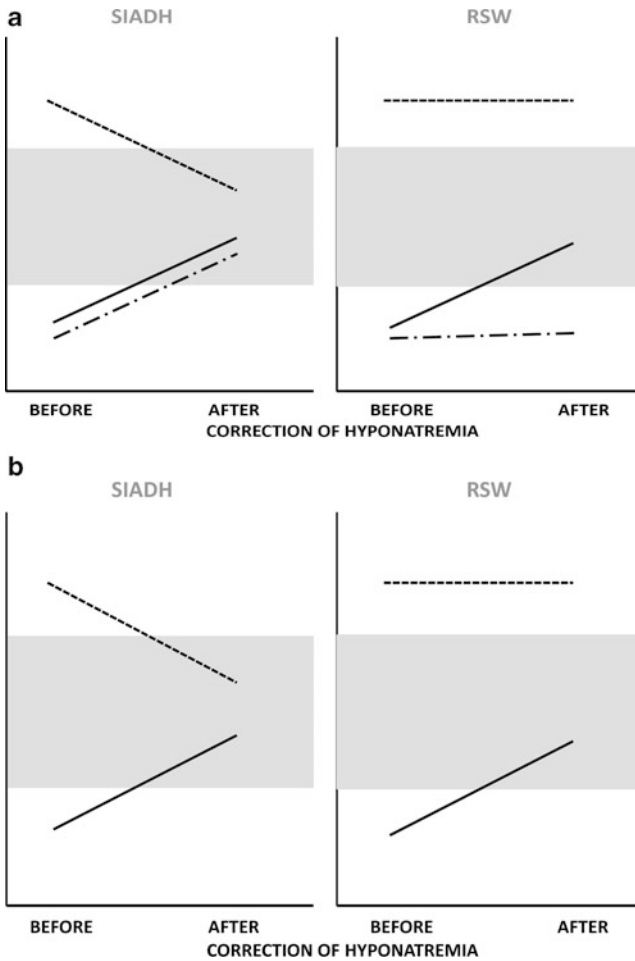 a
SIADH RSW
BEFORE AFTER BEFORE AFTER
CORRECTION OF HYPONATREMIA
b
SIADH RSW
BEFORE AFTER BEFORE AFTER
CORRECTION OF HYPONATREMIA